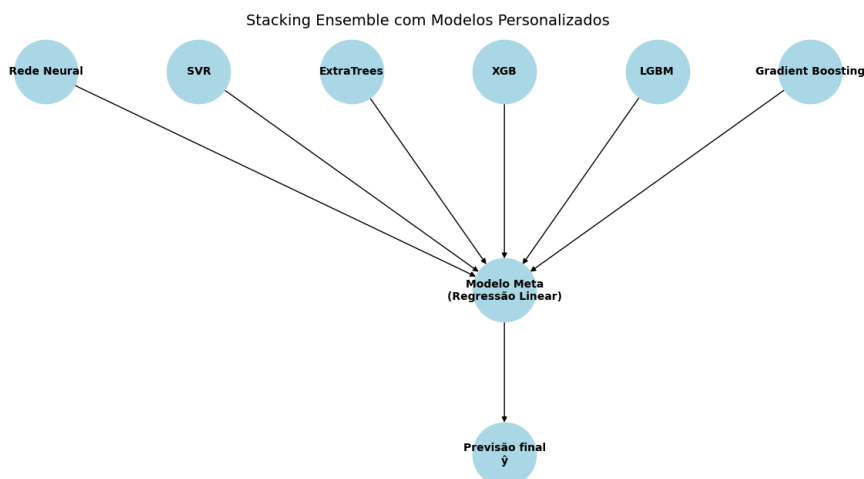 Stacking Ensemble com Modelos Personalizados
Rede Neural
SVR
ExtraTrees
XGB
LGBM
Gradient Boosting
Modelo Meta
(Regressão Linear)
Previsão final
ŷ